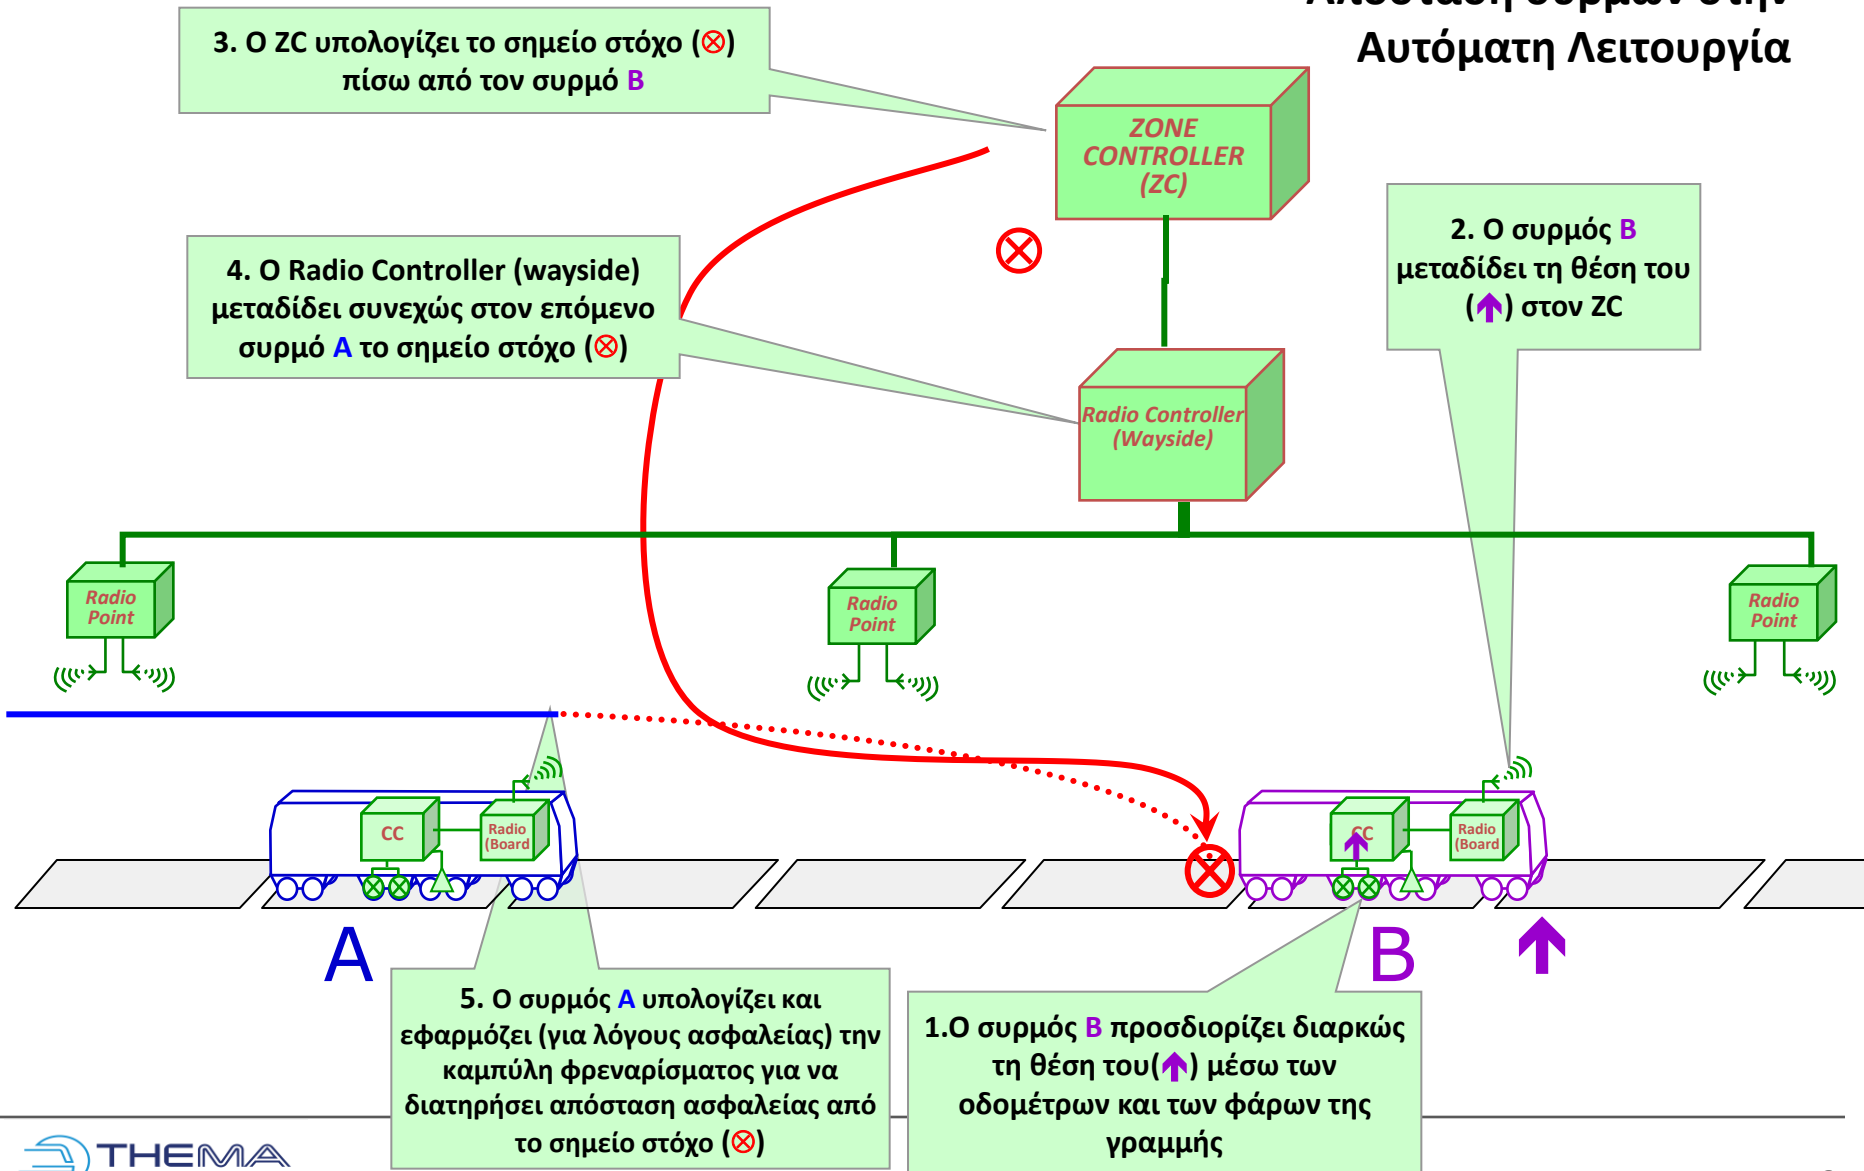 Απόσταση συρμών στην
Αυτόματη Λειτουργία
3. Ο ZC υπολογίζει το σημείο στόχο (⊗)
πίσω από τον συρμό Β
ZONE
CONTROLLER
(ZC)
2. Ο συρμός Β
μεταδίδει τη θέση του
(↑) στον ZC
4. Ο Radio Controller (wayside)
μεταδίδει συνεχώς στον επόμενο
συρμό Α το σημείο στόχο (⊗)
Radio Controller
(Wayside)
Radio
Point
Radio
Point
Radio
Point
CC
Radio
(Board
CC
Radio
(Board
A
B
5. Ο συρμός Α υπολογίζει και
εφαρμόζει (για λόγους ασφαλείας) την
καμπύλη φρεναρίσματος για να
διατηρήσει απόσταση ασφαλείας από
το σημείο στόχο (⊗)
1.Ο συρμός Β προσδιορίζει διαρκώς
τη θέση του(↑) μέσω των
οδομέτρων και των φάρων της
γραμμής
THEMA